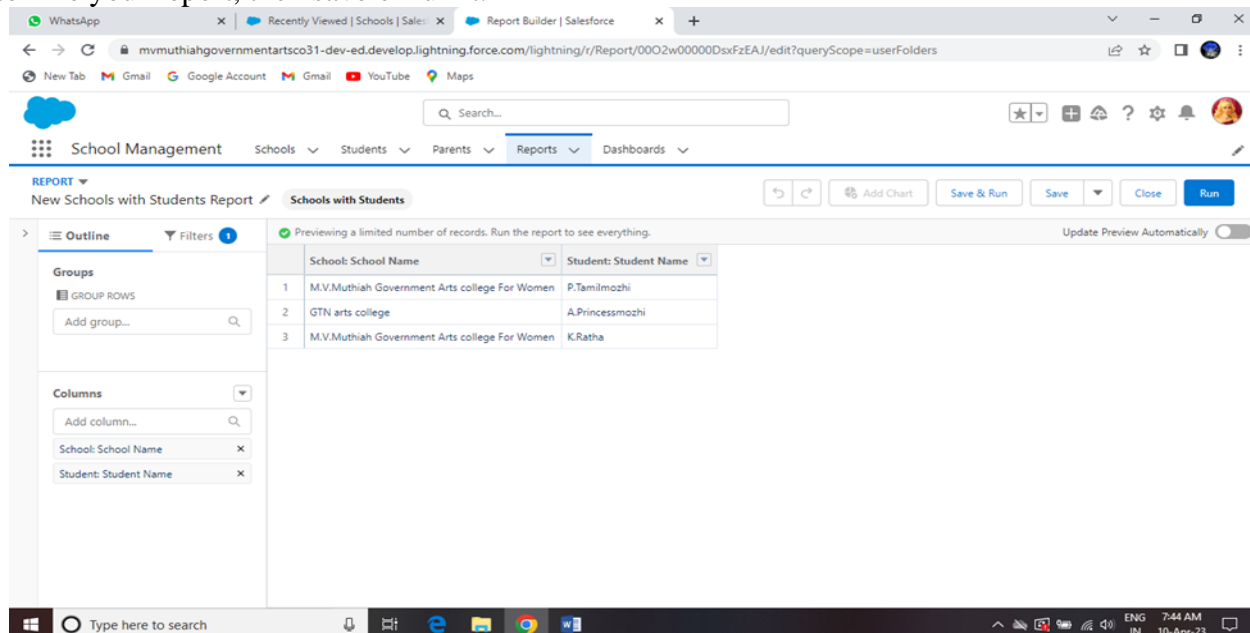 WhatsApp
Recently Viewed | Schools | Sales
Report Builder | Salesforce
mvmuthiahgovernmentartsco31-dev-ed.develop.lightning.force.com/lightning/r/Report/00O2w00000DsxFzEAJ/edit?queryScope=userFolders
New Tab Gmail Google Account Gmail YouTube Maps
Search...
School Management Schools Students Parents Reports Dashboards
REPORT
New Schools with Students Report Schools with Students Add Chart Save & Run Save Close Run
Outline Filters 1 Previewing a limited number of records. Run the report to see everything. Update Preview Automatically
School: School Name Student: Student Name
Groups
GROUP ROWS
Add group...
1 M.V.Muthiah Government Arts college For Women P.Tamilmozhi
2 GTN arts college A.Princessmozhi
3 M.V.Muthiah Government Arts college For Women K.Ratha
Columns
Add column...
School: School Name
Student: Student Name
Type here to search
ENG 7:44 AM
IN 10-Apr-23